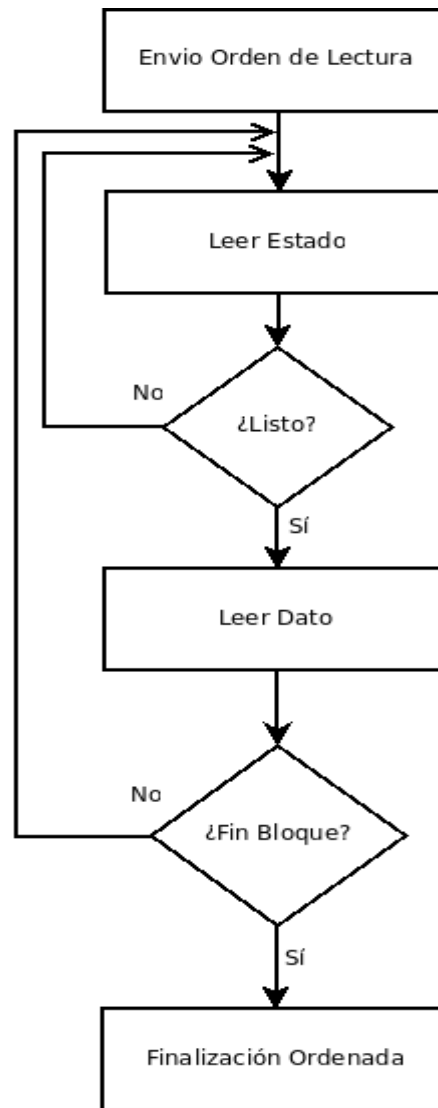 Envio Orden de Lectura
Leer Estado
No
¿Listo?
Sí
Leer Dato
No
¿Fin Bloque?
Sí
Finalización Ordenada